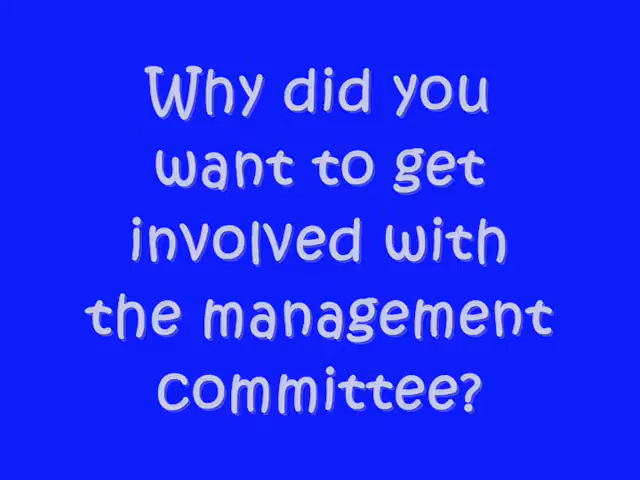 Why did you
want to get
involved with
the management
committee?